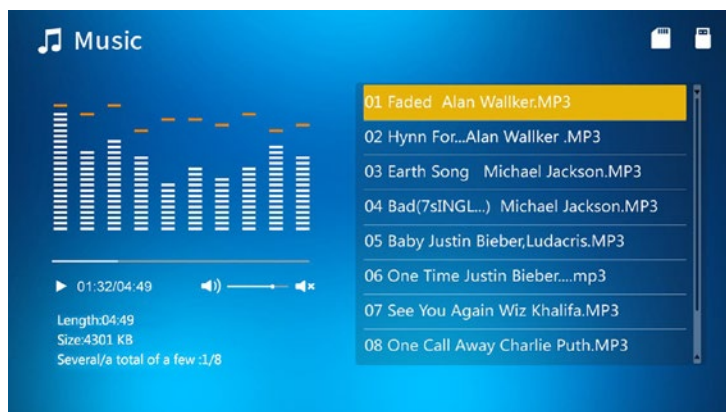 Music
01 Faded Alan Wallker.MP3
02 Hynn For...Alan Wallker .MP3
03 Earth Song Michael Jackson.MP3
04 Bad(7sINGL...) Michael Jackson.MP3
05 Baby Justin Bieber,Ludacris.MP3
06 One Time Justin Bieber....mp3
07 See You Again Wiz Khalifa.MP3
08 One Call Away Charlie Puth.MP3
01:32/04:49
Length:04:49
Size:4301 KB
Several/a total of a few :1/8